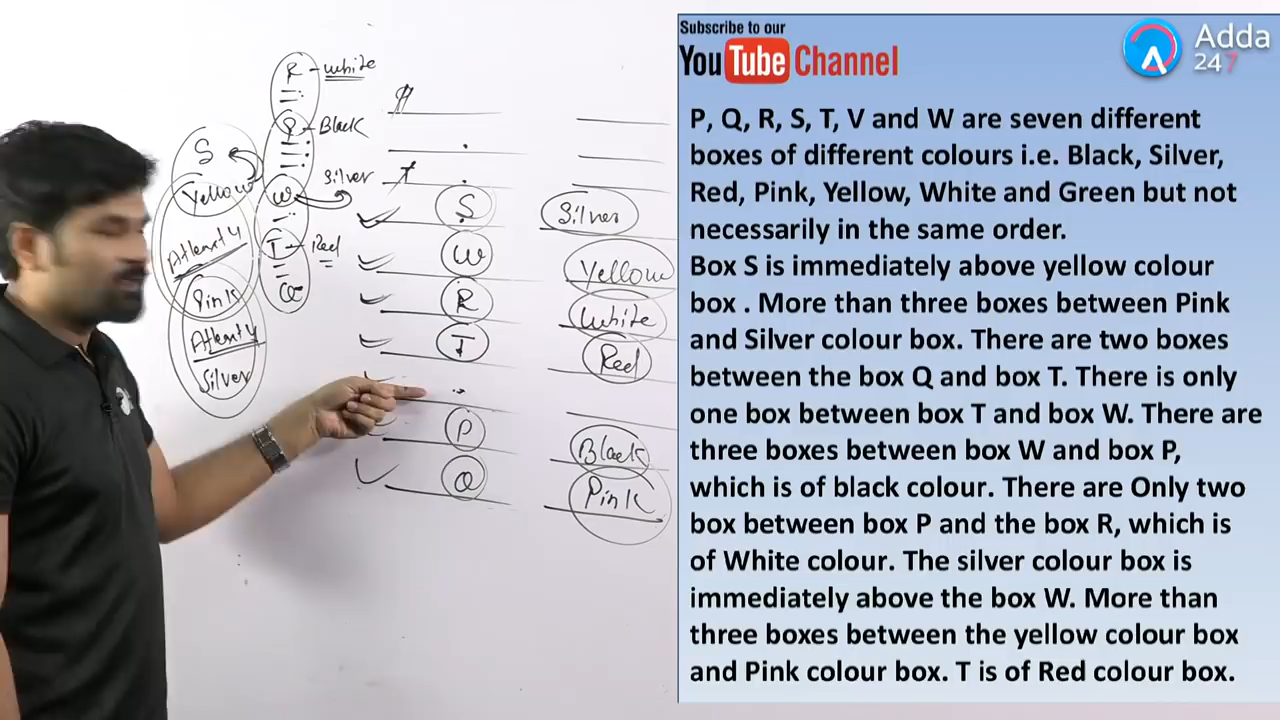 Subscribe to our
YouTube Channel
Adda
247
P, Q, R, S, T, V and W are seven different
boxes of different colours i.e. Black, Silver,
Red, Pink, Yellow, White and Green but not
necessarily in the same order.
Box S is immediately above yellow colour
box . More than three boxes between Pink
and Silver colour box. There are two boxes
between the box Q and box T. There is only
one box between box T and box W. There are
three boxes between box W and box P,
which is of black colour. There are Only two
box between box P and the box R, which is
of White colour. The silver colour box is
immediately above the box W. More than
three boxes between the yellow colour box
and Pink colour box. T is of Red colour box.
S
Yellow
Atleast 4
Pink
Atleast 4
Silver
R - white
P - Black
W Silver
T - Red
Q
S Silver
W Yellow
R White
T Red
P Black
Q Pink